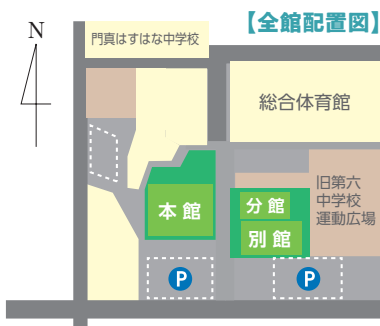 【全館配置図】
N
門真はすはな中学校
総合体育館
旧第六
中学校
運動広場
本館
分館
別館
P
P